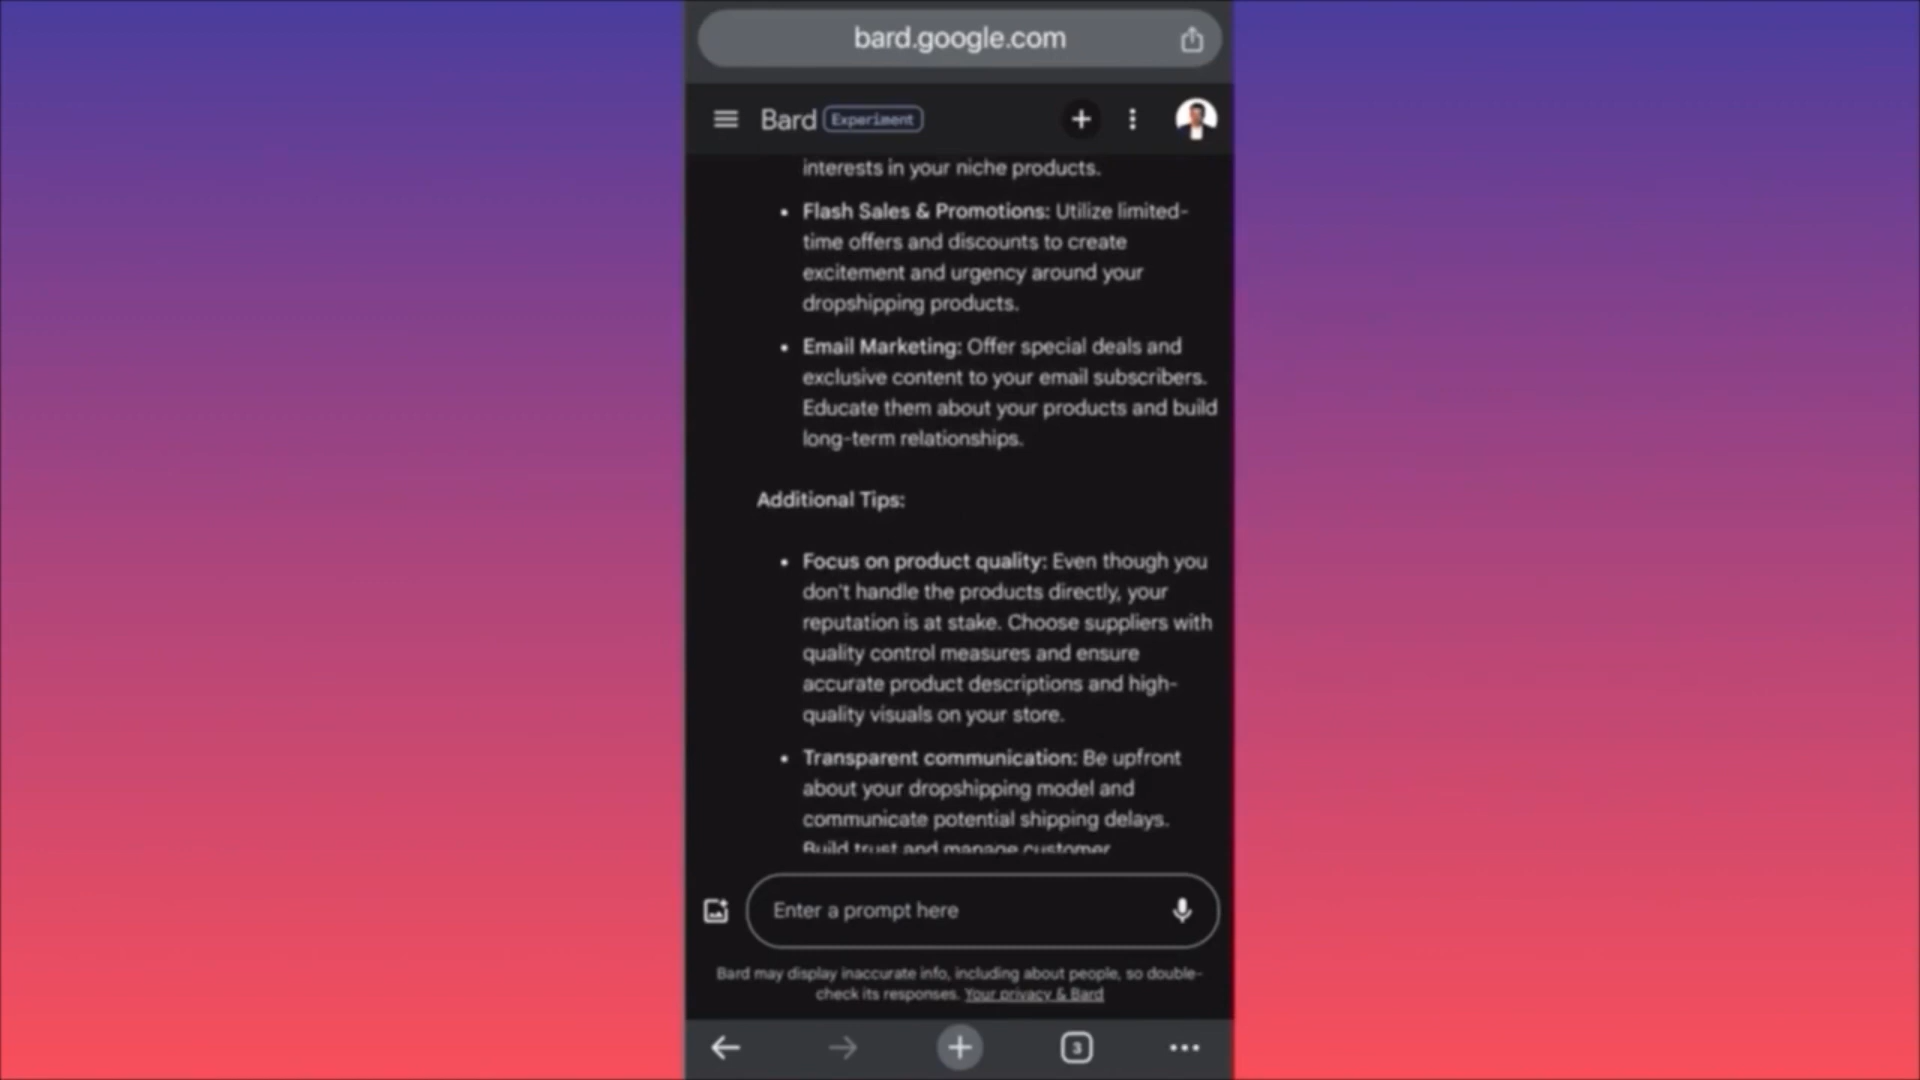 bard.google.com
Bard Experiment
interests in your niche products.
• Flash Sales & Promotions: Utilize limited-
time offers and discounts to create
excitement and urgency around your
dropshipping products.
• Email Marketing: Offer special deals and
exclusive content to your email subscribers.
Educate them about your products and build
long-term relationships.
Additional Tips:
• Focus on product quality: Even though you
don't handle the products directly, your
reputation is at stake. Choose suppliers with
quality control measures and ensure
accurate product descriptions and high-
quality visuals on your store.
• Transparent communication: Be upfront
about your dropshipping model and
communicate potential shipping delays.
Build trust and manage customer
Enter a prompt here
Bard may display inaccurate info, including about people, so double-
check its responses. Your privacy & Bard
3